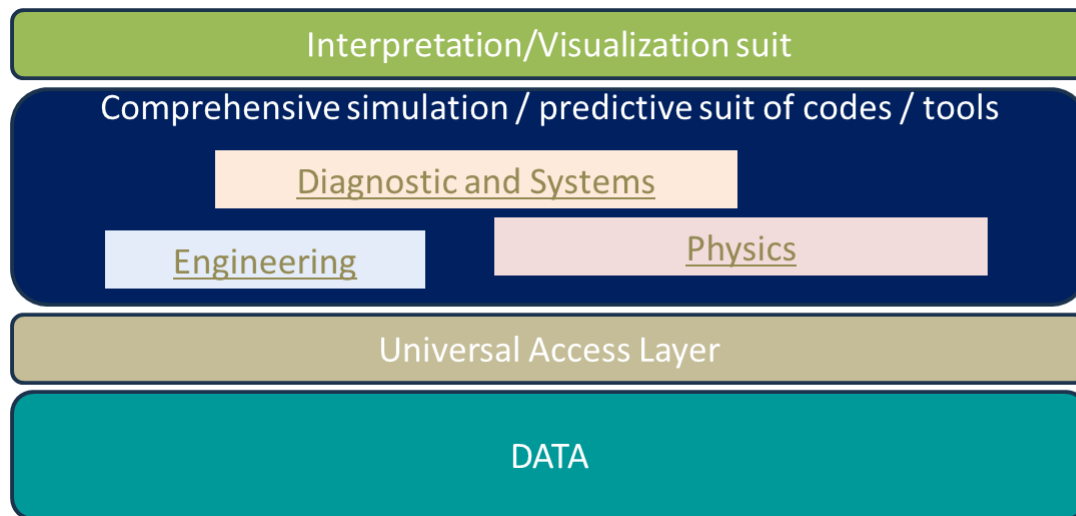 Interpretation/Visualization suit
Comprehensive simulation / predictive suit of codes / tools
Diagnostic and Systems
Engineering
Physics
Universal Access Layer
DATA